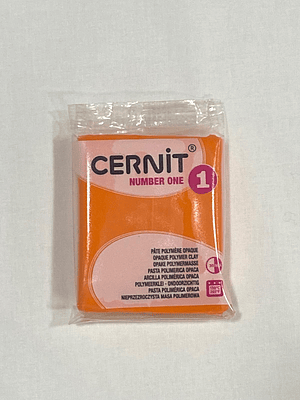 CERNiT®
NUMBER ONE 1
PÂTE POLYMÈRE OPAQUE
OPAQUE POLYMER CLAY
OPAKE POLYMERMASSE
PASTA POLIMERICA OPACA
ARCILLA POLIMÉRICA OPACA
POLYMEERKLEI - ONDOORZICHTIG
PASTA POLIMÉRICA OPACA
NIEPRZEZROCZYSTA MASA POLIMEROWA